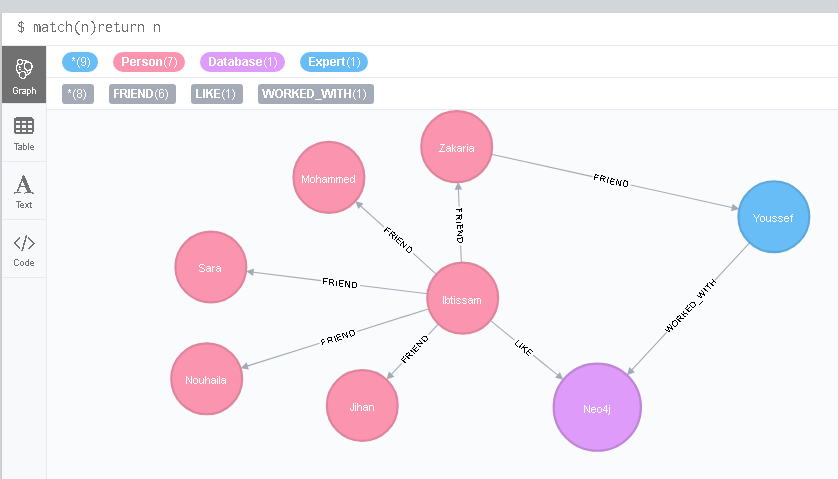 $ match(n)return n
*(9) Person(7) Database(1) Expert(1)
*(8) FRIEND(6) LIKE(1) WORKED_WITH(1)
Graph
Table
Text
Code
Zakaria
Mohammed
FRIEND
Youssef
FRIEND
FRIEND
Sara
FRIEND
Ibtissam
WORKED_WITH
FRIEND
FRIEND
LIKE
Nouhaila
Jihan
Neo4j